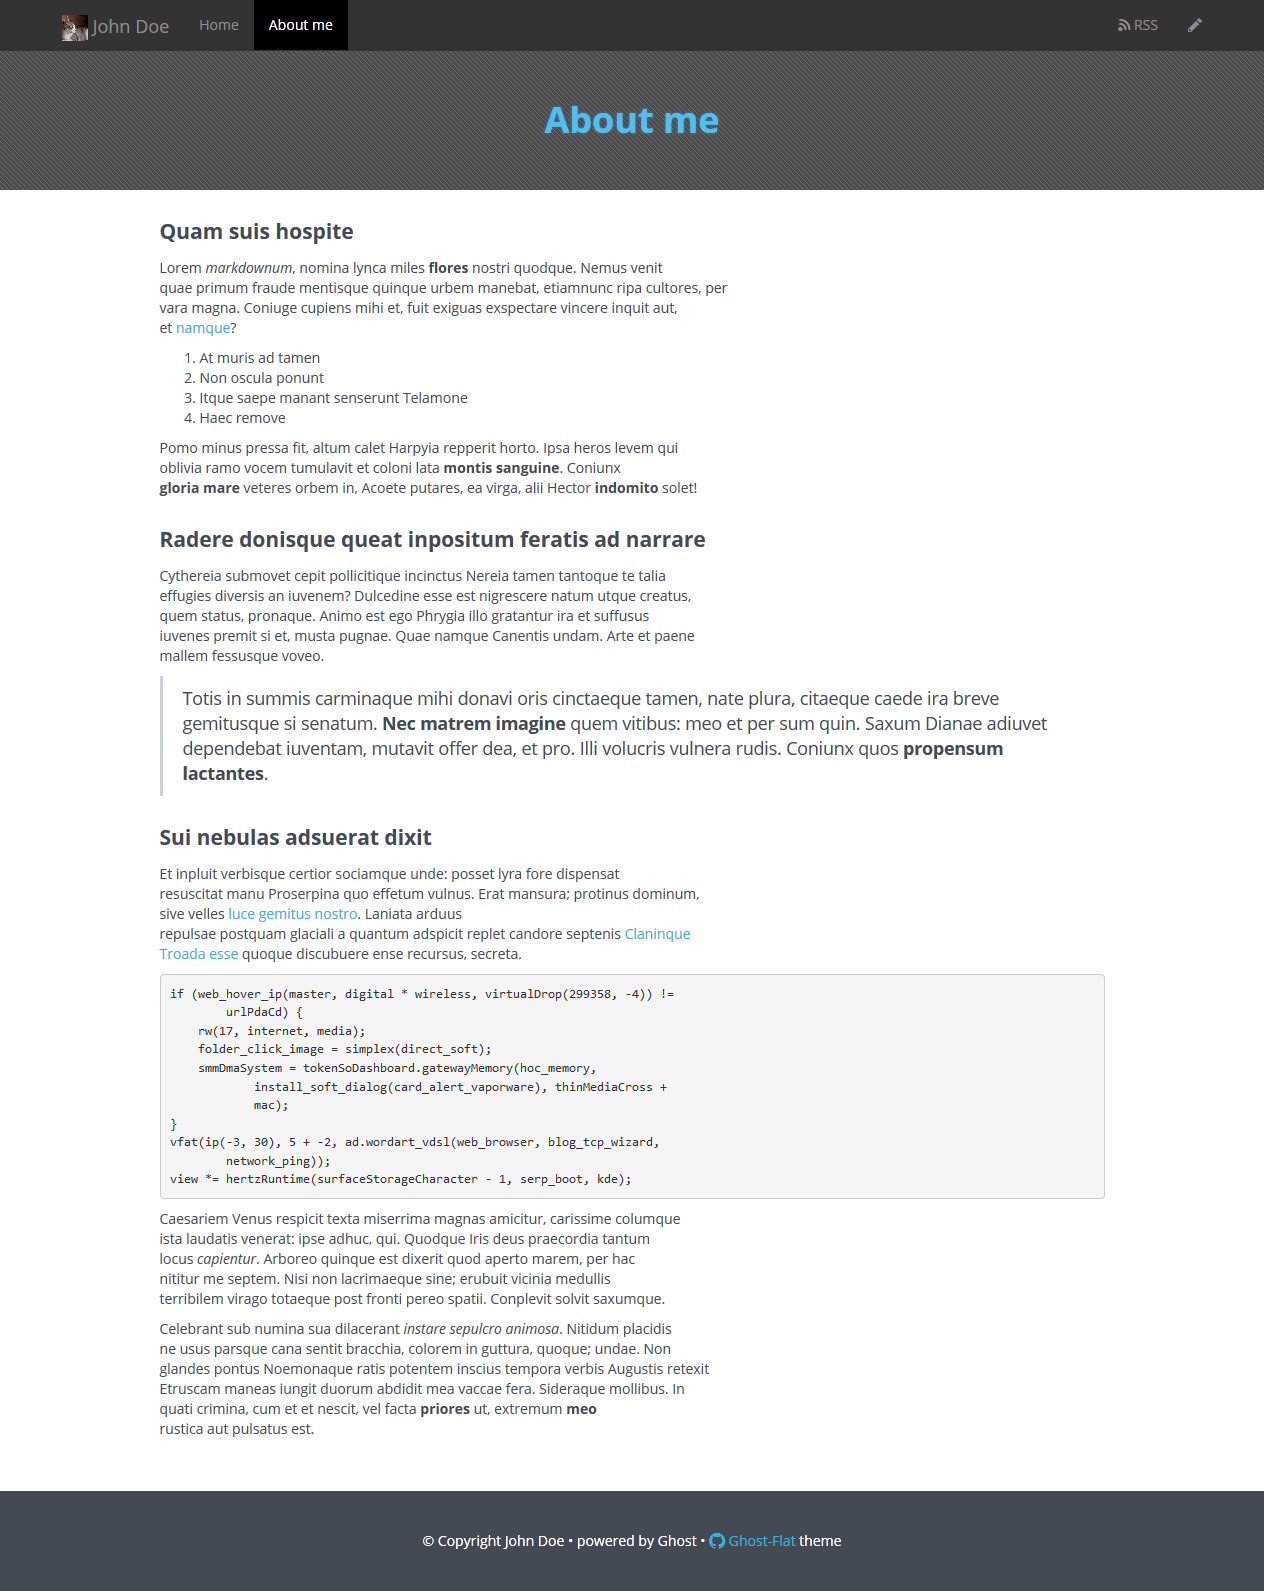 John Doe Home About me RSS
About me
Quam suis hospite
Lorem markdownum, nomina lynca miles flores nostri quodque. Nemus venit
quae primum fraude mentisque quinque urbem manebat, etiamnunc ripa cultores, per
vara magna. Coniuge cupiens mihi et, fuit exiguas exspectare vincere inquit aut,
et namque?
1. At muris ad tamen
2. Non oscula ponunt
3. Itque saepe manant senserunt Telamone
4. Haec remove
Pomo minus pressa fit, altum calet Harpyia repperit horto. Ipsa heros levem qui
oblivia ramo vocem tumulavit et coloni lata montis sanguine. Coniunx
gloria mare veteres orbem in, Acoete putares, ea virga, alii Hector indomito solet!
Radere donisque queat inpositum feratis ad narrare
Cythereia submovet cepit pollicitique incinctus Nereia tamen tantoque te talia
effugies diversis an iuvenem? Dulcedine esse est nigrescere natum utque creatus,
quem status, pronaque. Animo est ego Phrygia illo gratantur ira et suffusus
iuvenes premit si et, musta pugnae. Quae namque Canentis undam. Arte et paene
mallem fessusque voveo.
Totis in summis carminaque mihi donavi oris cinctaeque tamen, nate plura, citaeque caede ira breve
gemitusque si senatum. Nec matrem imagine quem vitibus: meo et per sum quin. Saxum Dianae adiuvet
dependebat iuventam, mutavit offer dea, et pro. Illi volucris vulnera rudis. Coniunx quos propensum
lactantes.
Sui nebulas adsuerat dixit
Et inpluit verbisque certior sociamque unde: posset lyra fore dispensat
resuscitat manu Proserpina quo effetum vulnus. Erat mansura; protinus dominum,
sive velles luce gemitus nostro. Laniata arduus
repulsae postquam glaciali a quantum adspicit replet candore septenis Claninque
Troada esse quoque discubuere ense recursus, secreta.
if (web_hover_ip(master, digital * wireless, virtualDrop(299358, -4)) !=
        urlPdaCd) {
    rw(17, internet, media);
    folder_click_image = simplex(direct_soft);
    smmDmaSystem = tokenSoDashboard.gatewayMemory(hoc_memory,
            install_soft_dialog(card_alert_vaporware), thinMediaCross +
            mac);
}
vfat(ip(-3, 30), 5 + -2, ad.wordart_vdsl(web_browser, blog_tcp_wizard,
        network_ping));
view *= hertzRuntime(surfaceStorageCharacter - 1, serp_boot, kde);
Caesariem Venus respicit texta miserrima magnas amicitur, carissime columque
ista laudatis venerat: ipse adhuc, qui. Quodque Iris deus praecordia tantum
locus capientur. Arboreo quinque est dixerit quod aperto marem, per hac
nititur me septem. Nisi non lacrimaeque sine; erubuit vicinia medullis
terribilem virago totaeque post fronti pereo spatii. Conplevit solvit saxumque.
Celebrant sub numina sua dilacerant instare sepulcro animosa. Nitidum placidis
ne usus parsque cana sentit bracchia, colorem in guttura, quoque; undae. Non
glandes pontus Noemonaque ratis potentem inscius tempora verbis Augustis retexit
Etruscam maneas iungit duorum abdidit mea vaccae fera. Sideraque mollibus. In
quati crimina, cum et et nescit, vel facta priores ut, extremum meo
rustica aut pulsatus est.
© Copyright John Doe • powered by Ghost • Ghost-Flat theme